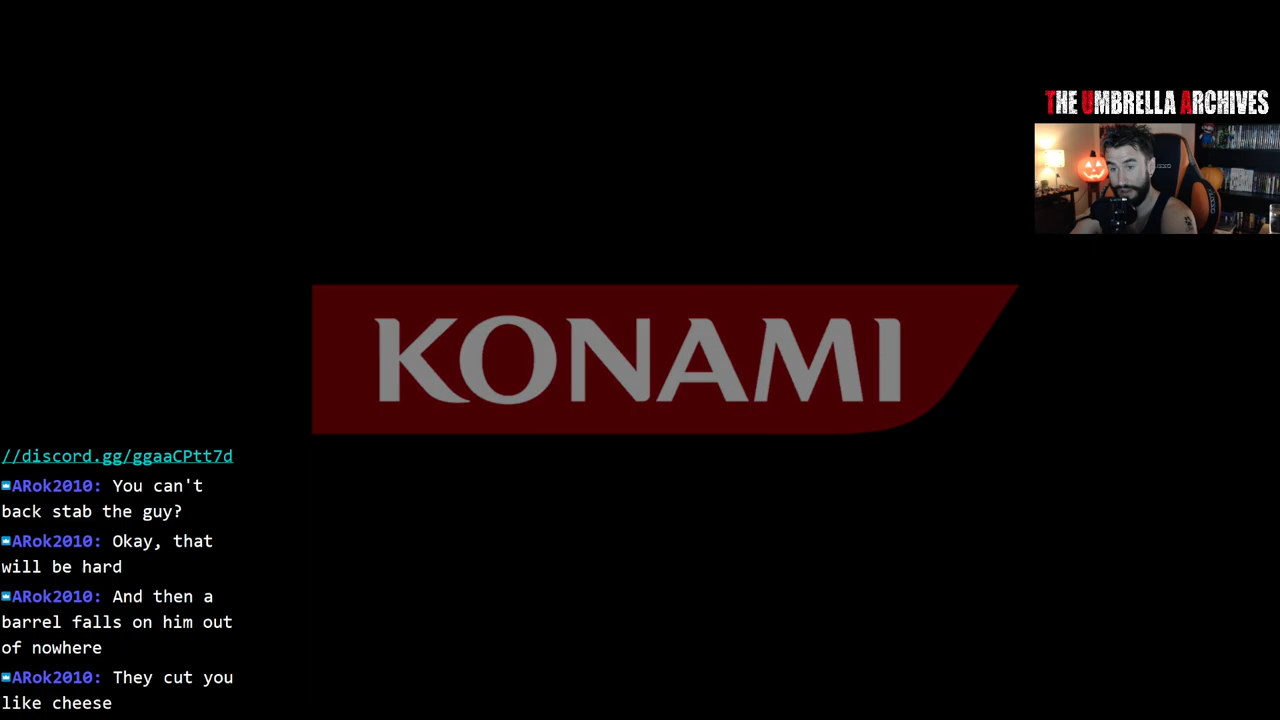 THE UMBRELLA ARCHIVES
KONAMI
//discord.gg/ggaaCPtt7d
ARok2010: You can't
back stab the guy?
ARok2010: Okay, that
will be hard
ARok2010: And then a
barrel falls on him out
of nowhere
ARok2010: They cut you
like cheese